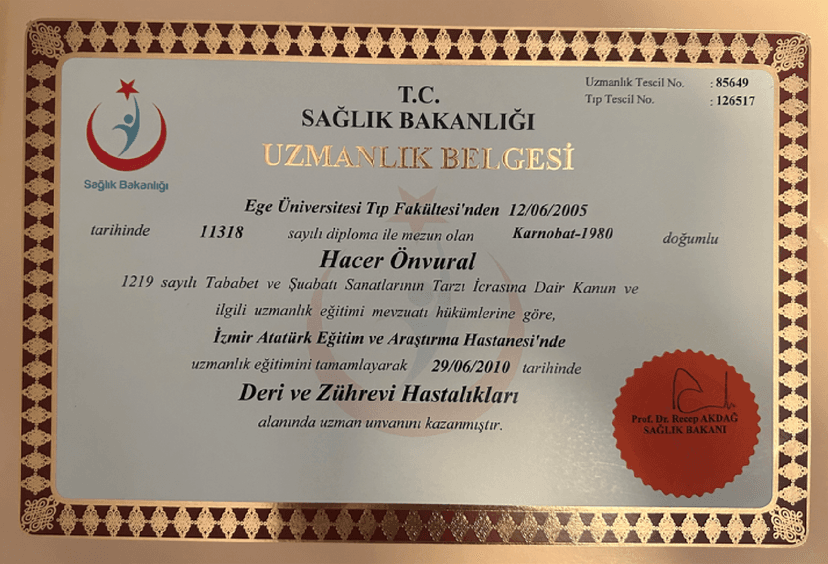 Uzmanlık Tescil No. : 85649
Tıp Tescil No. : 126517
T.C.
SAĞLIK BAKANLIĞI
UZMANLIK BELGESİ
Sağlık Bakanlığı
Ege Üniversitesi Tıp Fakültesi'nden 12/06/2005
tarihinde 11318 sayılı diploma ile mezun olan Karnobat-1980 doğumlu
Hacer Önvural
1219 sayılı Tababet ve Şuabatı Sanatlarının Tarzı İcrasına Dair Kanun ve
ilgili uzmanlık eğitimi mevzuatı hükümlerine göre,
İzmir Atatürk Eğitim ve Araştırma Hastanesi'nde
uzmanlık eğitimini tamamlayarak 29/06/2010 tarihinde
Deri ve Zührevi Hastalıkları
alanında uzman unvanını kazanmıştır.
Prof. Dr. Recep AKDAĞ
SAĞLIK BAKANI